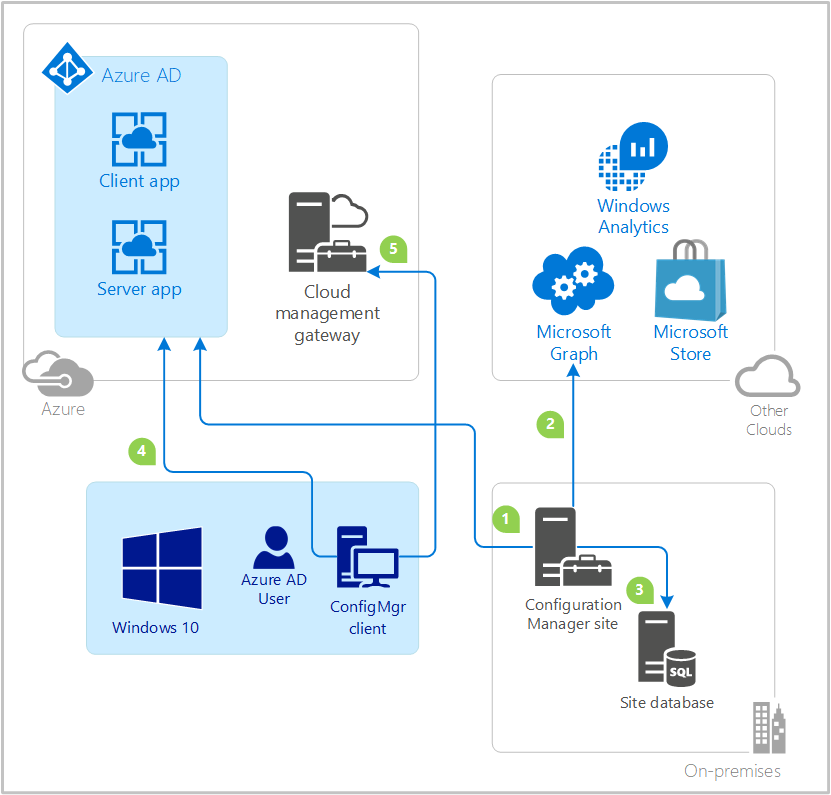 Azure AD
Client app
Server app
5
Cloud
management
gateway
Azure
Windows
Analytics
Microsoft
Graph
Microsoft
Store
Other
Clouds
4
2
1
Windows 10
Azure AD
User
ConfigMgr
client
Configuration
Manager site
3
SQL
Site database
On-premises